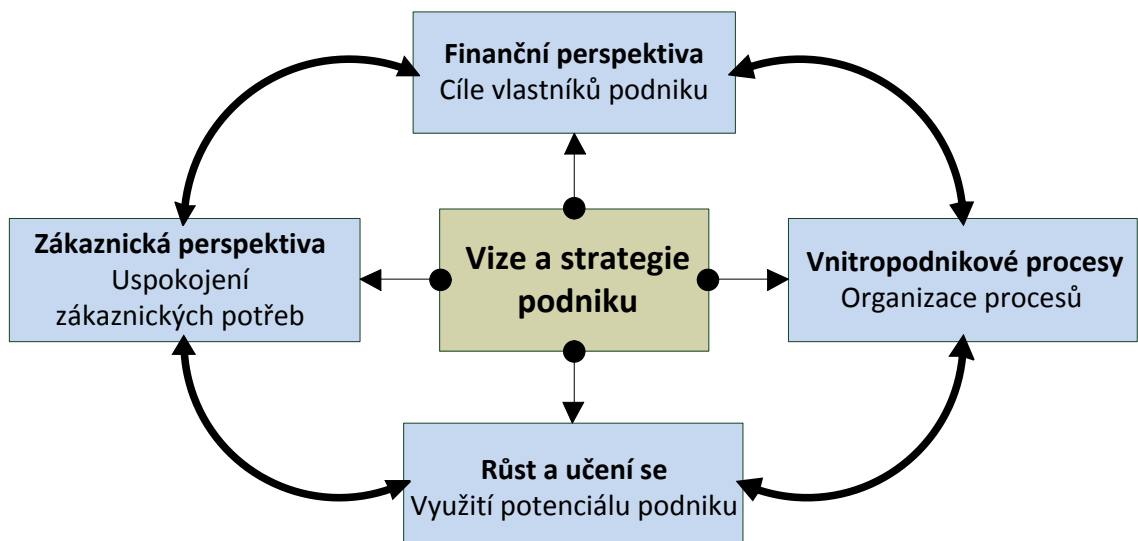 Finanční perspektiva
Cíle vlastníků podniku
Zákaznická perspektiva
Uspokojení
zákaznických potřeb
Vize a strategie
podniku
Vnitropodnikové procesy
Organizace procesů
Růst a učení se
Využití potenciálu podniku